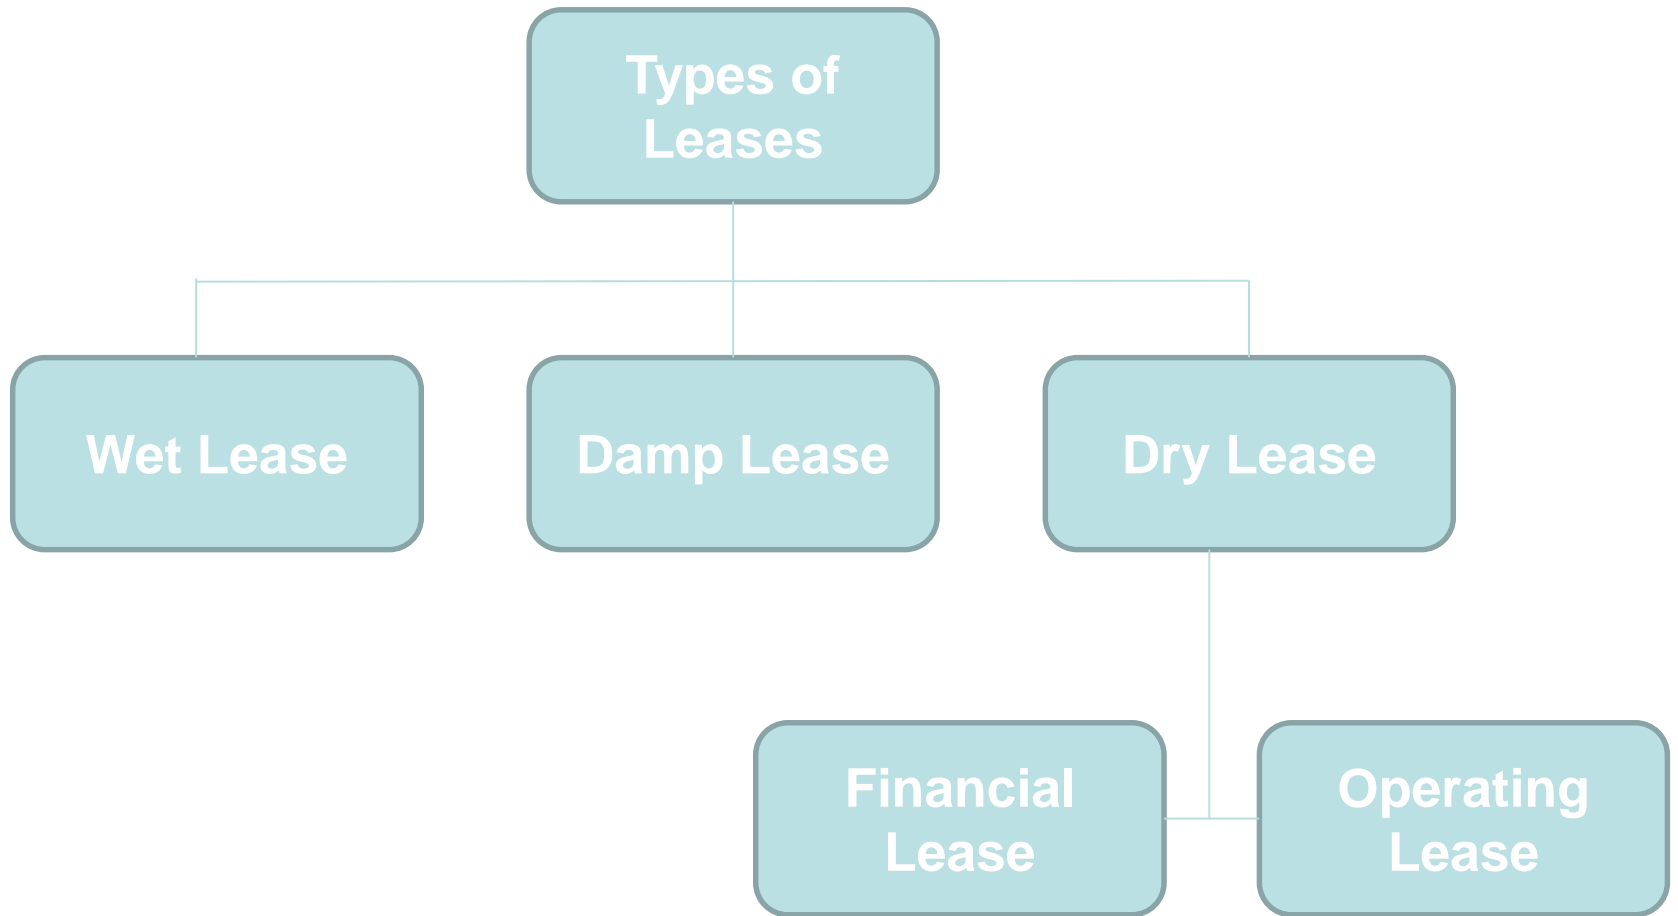 Types of
Leases
Wet Lease
Damp Lease
Dry Lease
Financial
Lease
Operating
Lease